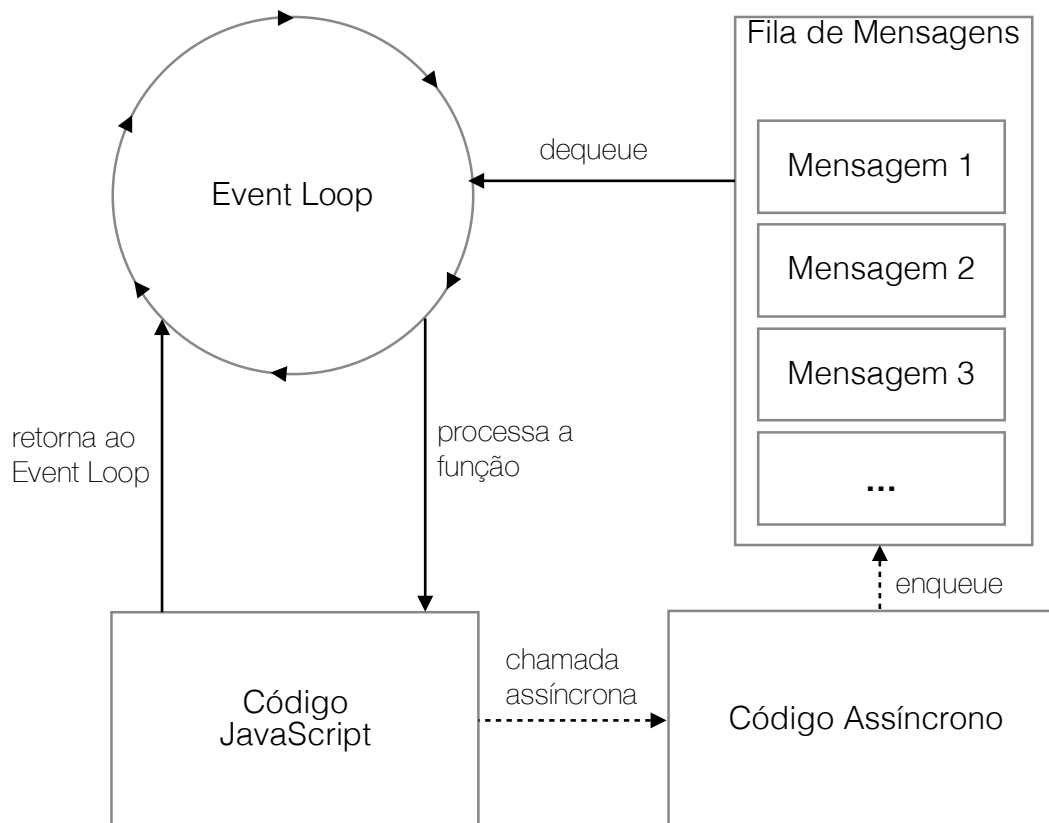 Fila de Mensagens
dequeue
Mensagem 1
Event Loop
Mensagem 2
Mensagem 3
retorna ao
Event Loop
processa a
função
...
enqueue
chamada
assíncrona
Código
JavaScript
Código Assíncrono